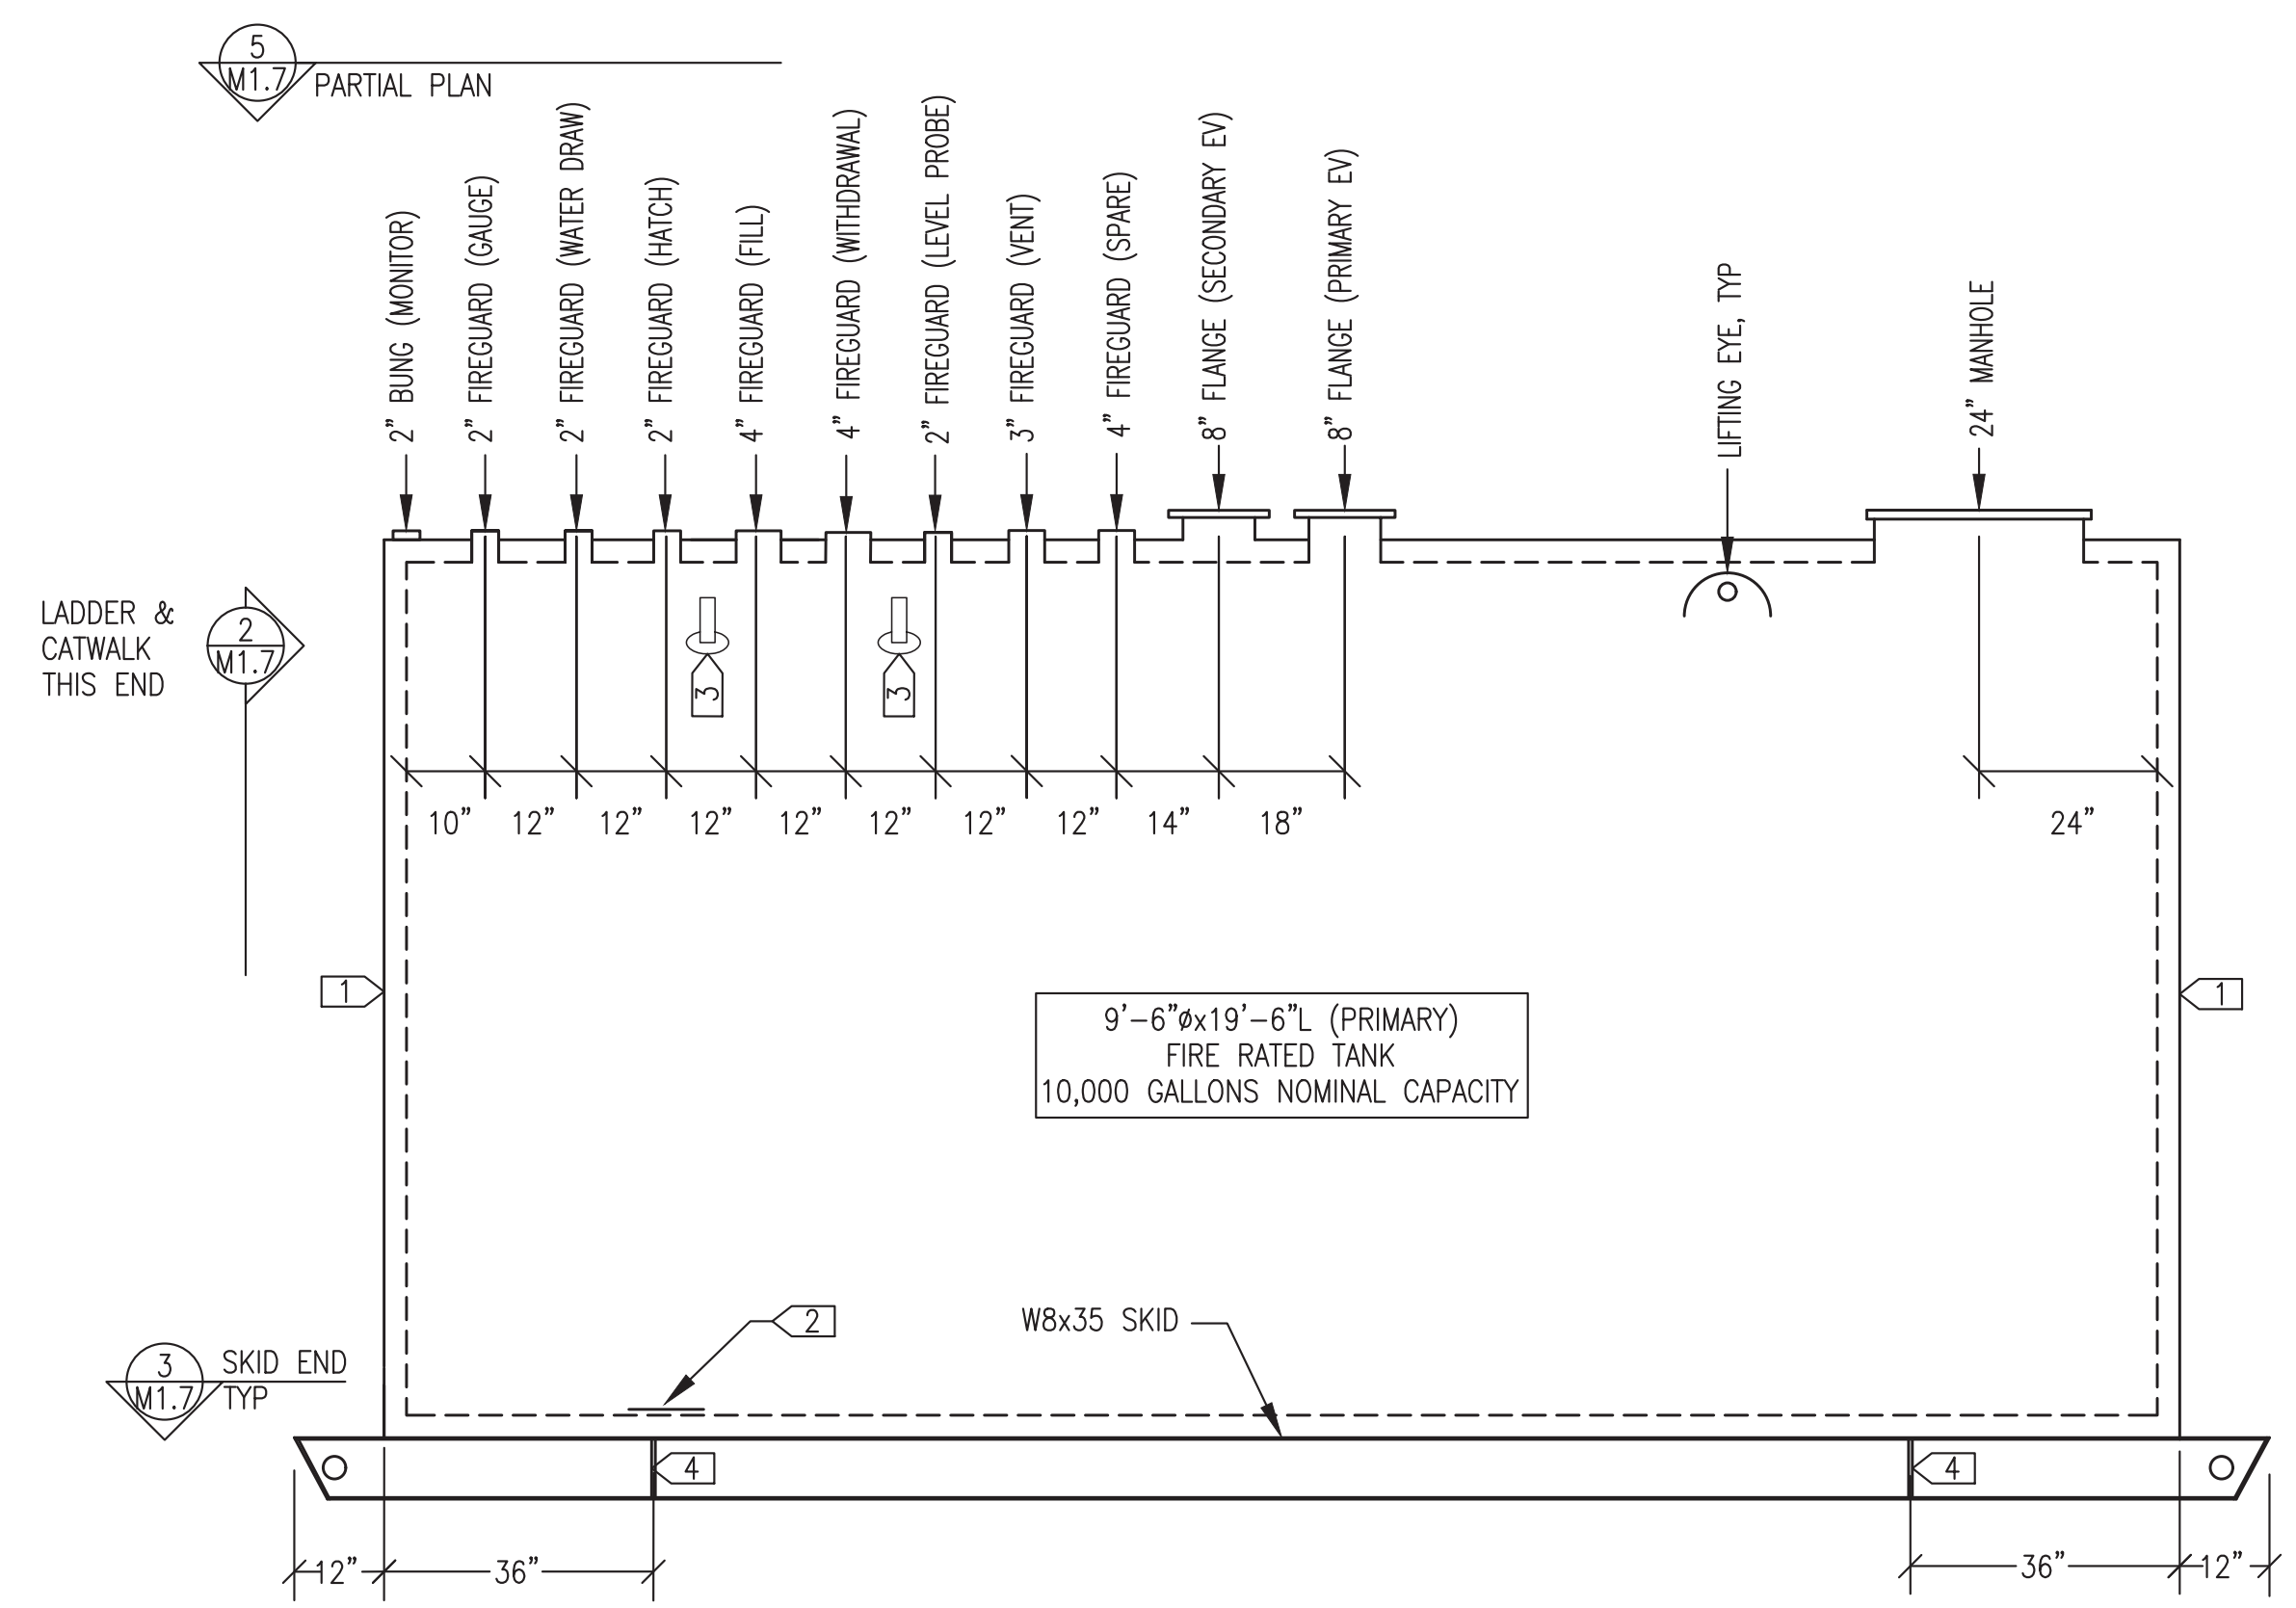 5
M1.7
PARTIAL PLAN
2” BUNG (MONITOR)
2” FIREGUARD (GAUGE)
2” FIREGUARD (WATER DRAW)
2” FIREGUARD (HATCH)
4” FIREGUARD (FILL)
4” FIREGUARD (WITHDRAWAL)
2” FIREGUARD (LEVEL PROBE)
3” FIREGUARD (VENT)
4” FIREGUARD (SPARE)
8” FLANGE (SECONDARY EV)
8” FLANGE (PRIMARY EV)
LIFTING EYE, TYP
24” MANHOLE
LADDER &
CATWALK
THIS END
2
M1.7
3
3
10”
12”
12”
12”
12”
12”
12”
12”
14”
18”
24”
1
1
9’-6”øx19’-6”L (PRIMARY)
FIRE RATED TANK
10,000 GALLONS NOMINAL CAPACITY
2
W8x35 SKID
3
M1.7
SKID END
TYP
4
4
12”
36”
36”
12”